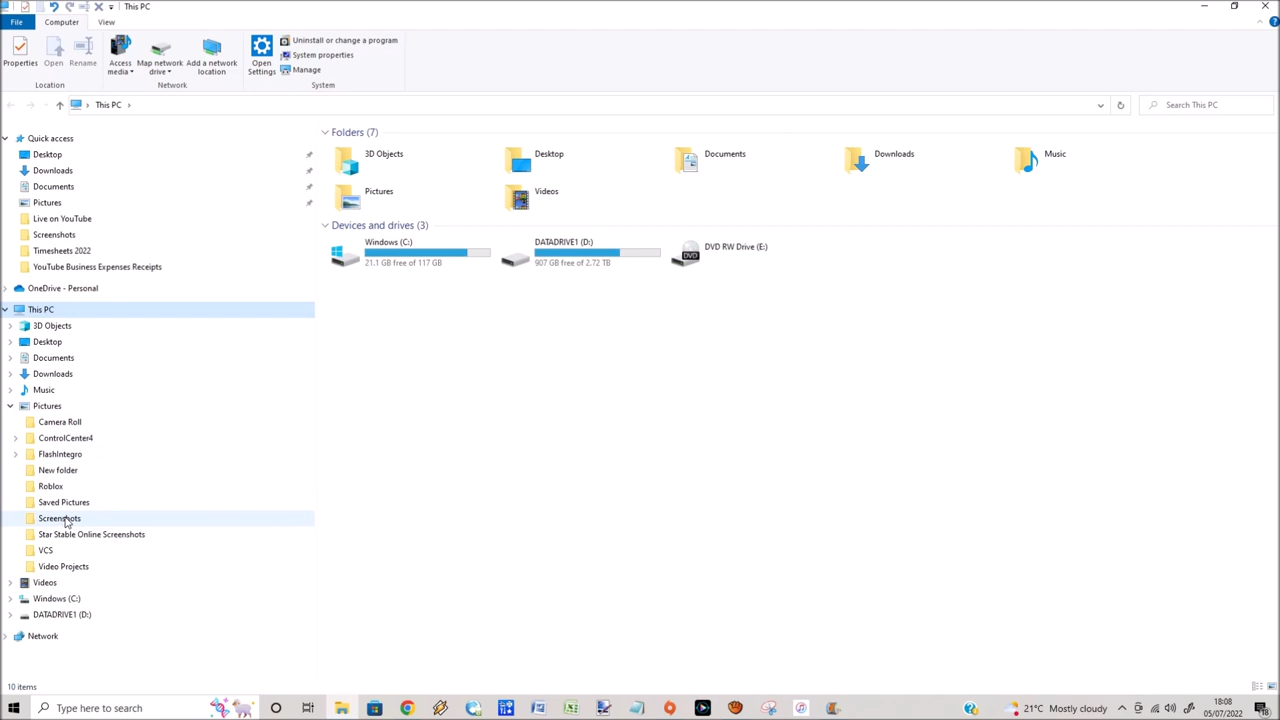 This PC
File
Computer
View
Properties
Open
Rename
Access media
Map network drive
Add a network location
Open Settings
Uninstall or change a program
System properties
Manage
Location
Network
System
This PC
Search This PC
Quick access
Desktop
Downloads
Documents
Pictures
Live on YouTube
Screenshots
Timesheets 2022
YouTube Business Expenses Receipts
OneDrive - Personal
This PC
3D Objects
Desktop
Documents
Downloads
Music
Pictures
Camera Roll
ControlCenter4
FlashIntegro
New folder
Roblox
Saved Pictures
Screenshots
Star Stable Online Screenshots
VCS
Video Projects
Videos
Windows (C:)
DATADRIVE1 (D:)
Network
Folders (7)
3D Objects
Desktop
Documents
Downloads
Music
Pictures
Videos
Devices and drives (3)
Windows (C:)
21.1 GB free of 117 GB
DATADRIVE1 (D:)
907 GB free of 2.72 TB
DVD
DVD RW Drive (E:)
10 items
Type here to search
21°C Mostly cloudy
18:08
05/07/2022
18